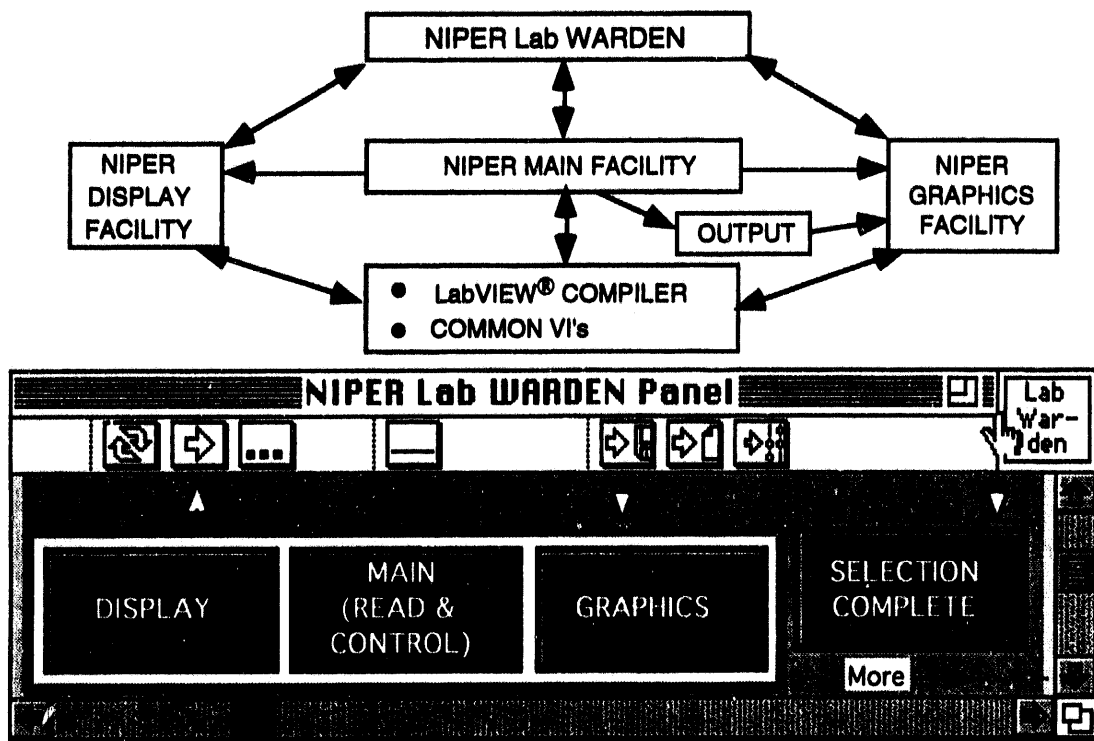 NIPER Lab WARDEN
NIPER
DISPLAY
FACILITY
NIPER MAIN FACILITY
NIPER
GRAPHICS
FACILITY
OUTPUT
● LabVIEW® COMPILER
● COMMON VI's
NIPER Lab WARDEN Panel
Lab
War-
den
DISPLAY
MAIN
(READ &
CONTROL)
GRAPHICS
SELECTION
COMPLETE
More